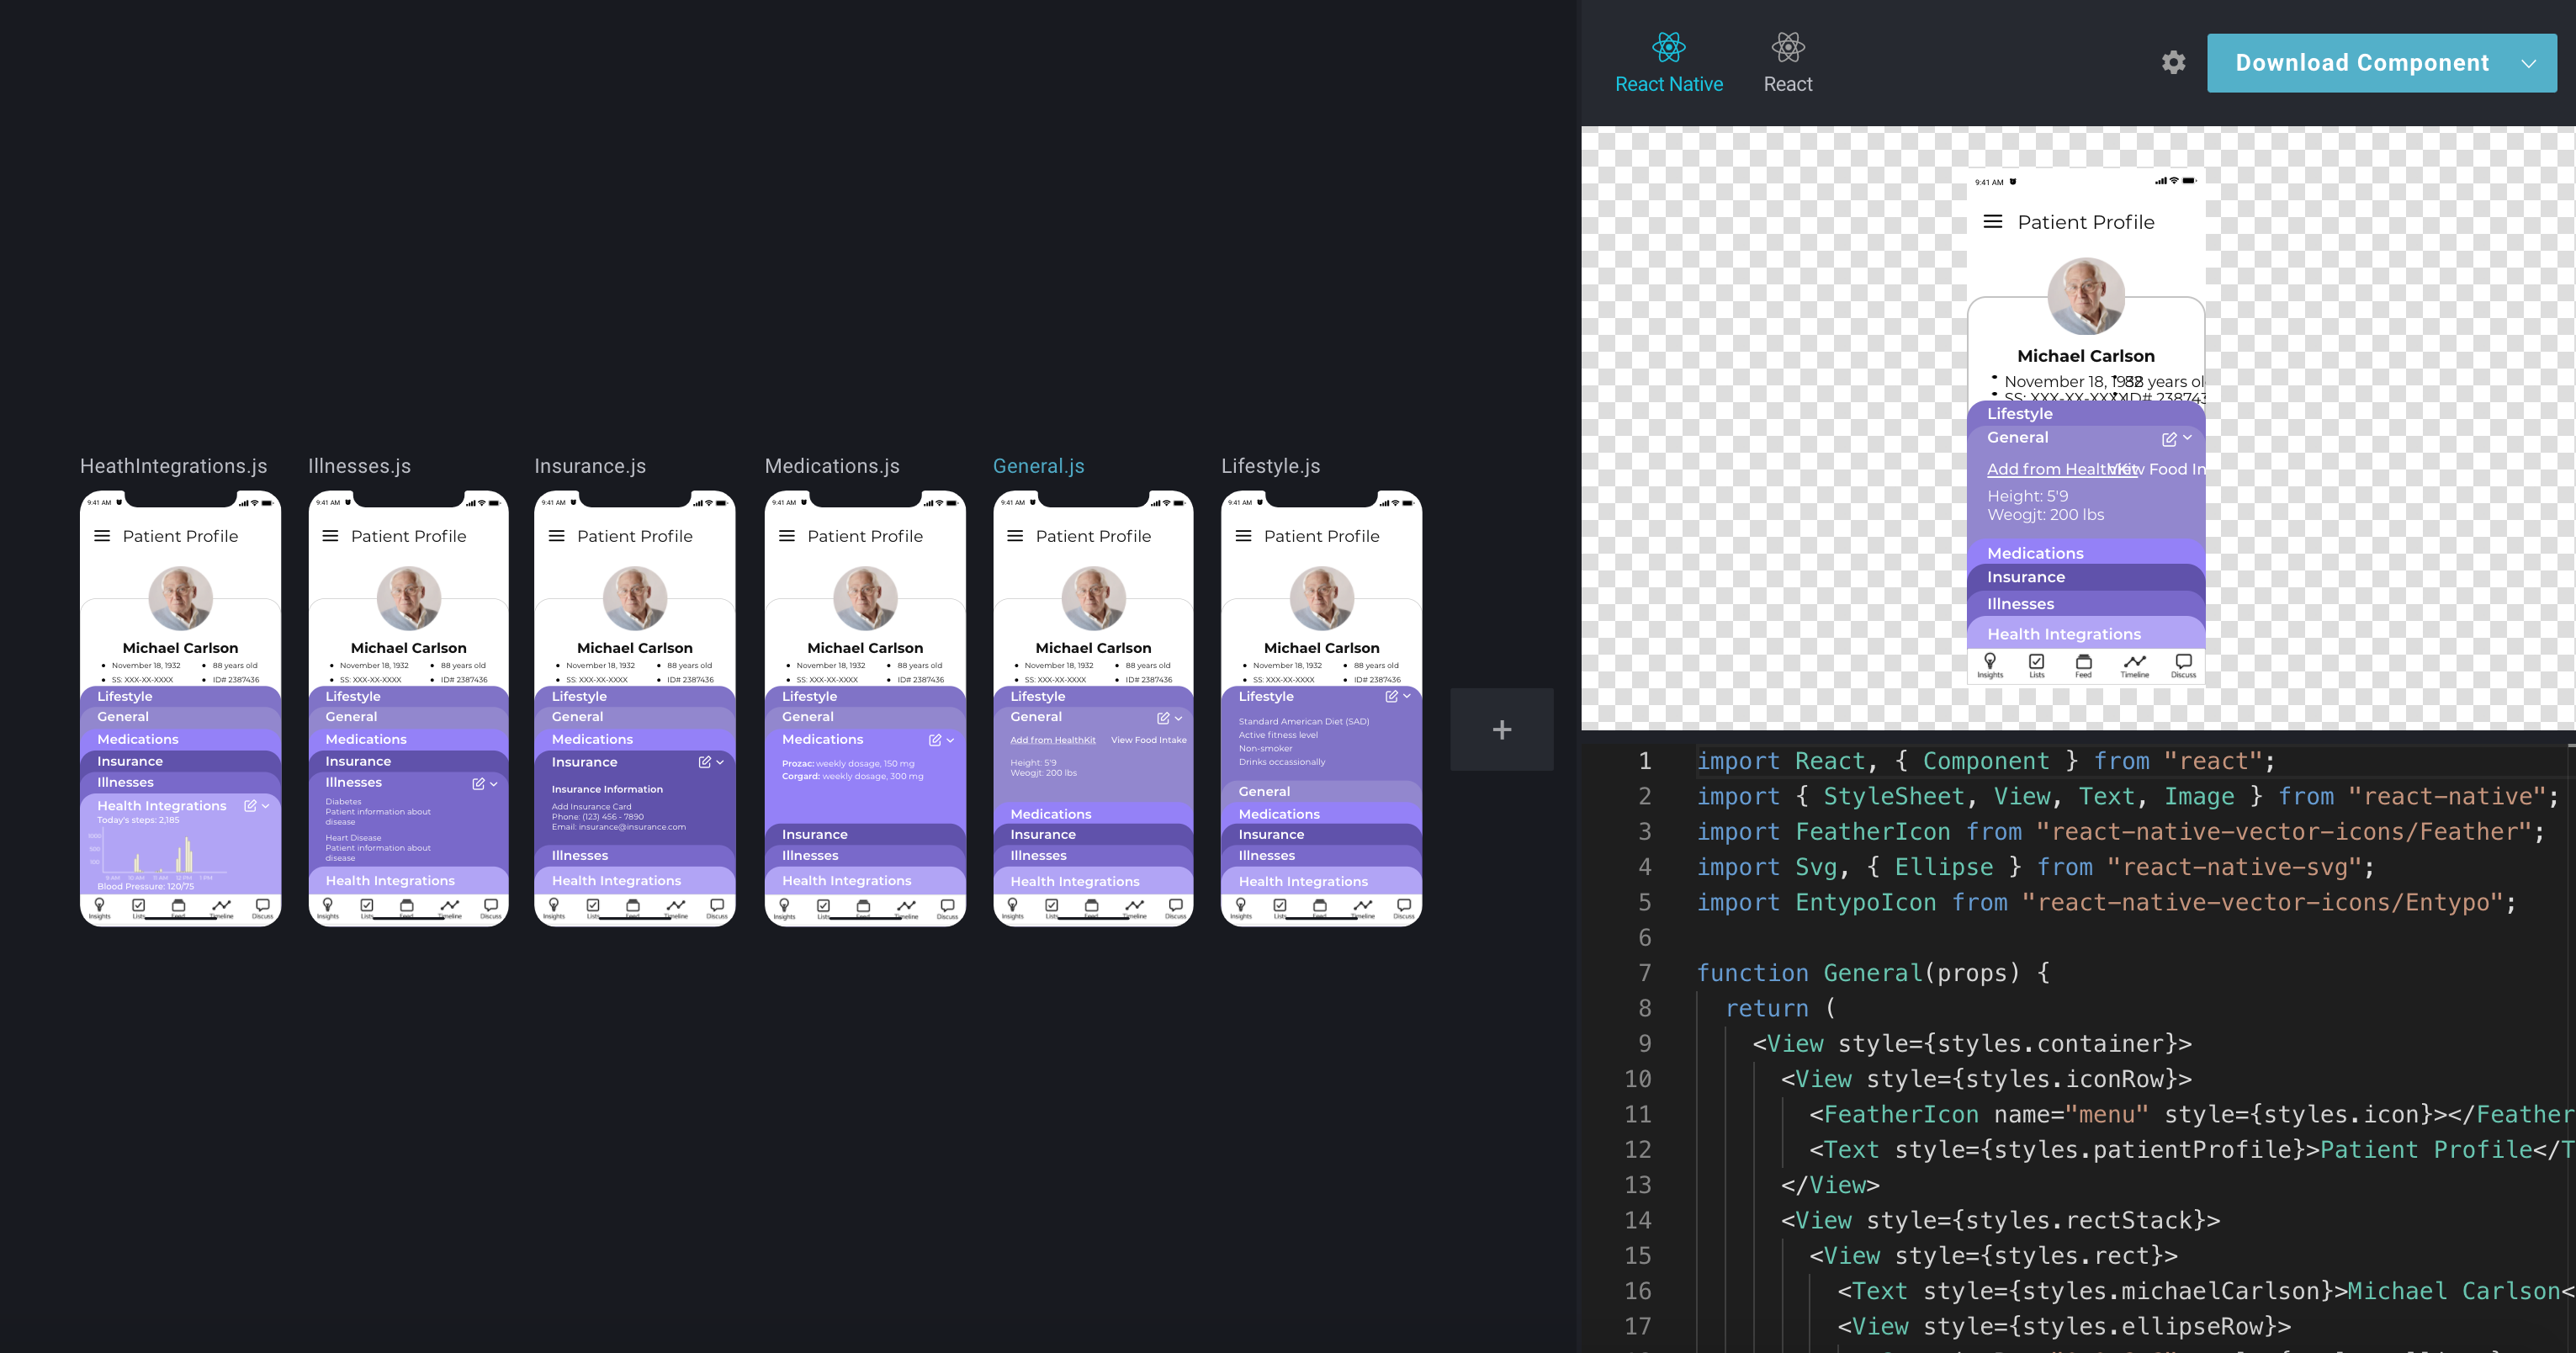 HeathIntegrations.js
9:41 AM
Patient Profile
Michael Carlson
November 18, 1932
88 years old
SS: XXX-XX-XXXX
ID# 2387436
Lifestyle
General
Medications
Insurance
Illnesses
Health Integrations
Today's steps: 2,185
1000
500
8 AM 10 AM 11 AM 12 PM 1 PM
Blood Pressure: 120/75
Insights Lists Feed Timeline Discuss
Illnesses.js
9:41 AM
Patient Profile
Michael Carlson
November 18, 1932
88 years old
SS: XXX-XX-XXXX
ID# 2387436
Lifestyle
General
Medications
Insurance
Illnesses
Diabetes
Patient information about
disease
Heart Disease
Patient information about
disease
Health Integrations
Insights Lists Feed Timeline Discuss
Insurance.js
9:41 AM
Patient Profile
Michael Carlson
November 18, 1932
88 years old
SS: XXX-XX-XXXX
ID# 2387436
Lifestyle
General
Medications
Insurance
Insurance Information
Add Insurance Card
Phone: (123) 456 - 7890
Email: insurance@insurance.com
Illnesses
Health Integrations
Insights Lists Feed Timeline Discuss
Medications.js
9:41 AM
Patient Profile
Michael Carlson
November 18, 1932
88 years old
SS: XXX-XX-XXXX
ID# 2387436
Lifestyle
General
Medications
Prozac: weekly dosage, 150 mg
Corgard: weekly dosage, 300 mg
Insurance
Illnesses
Health Integrations
Insights Lists Feed Timeline Discuss
General.js
9:41 AM
Patient Profile
Michael Carlson
November 18, 1932
88 years old
SS: XXX-XX-XXXX
ID# 2387436
Lifestyle
General
Add from HealthKit
View Food Intake
Height: 5'9
Weogjt: 200 lbs
Medications
Insurance
Illnesses
Health Integrations
Insights Lists Feed Timeline Discuss
Lifestyle.js
9:41 AM
Patient Profile
Michael Carlson
November 18, 1932
88 years old
SS: XXX-XX-XXXX
ID# 2387436
Lifestyle
Standard American Diet (SAD)
Active fitness level
Non-smoker
Drinks occassionally
General
Medications
Insurance
Illnesses
Health Integrations
Insights Lists Feed Timeline Discuss
+
React Native
React
Download Component
9:41 AM
Patient Profile
Michael Carlson
November 18, 1932
88 years ol
SS: XXX-XX-XXXX
ID# 238743
Lifestyle
General
Add from HealthKit
View Food In
Height: 5'9
Weogjt: 200 lbs
Medications
Insurance
Illnesses
Health Integrations
Insights Lists Feed Timeline Discuss
1 import React, { Component } from "react";
2 import { StyleSheet, View, Text, Image } from "react-native";
3 import FeatherIcon from "react-native-vector-icons/Feather";
4 import Svg, { Ellipse } from "react-native-svg";
5 import EntypoIcon from "react-native-vector-icons/Entypo";
6
7 function General(props) {
8 return (
9 <View style={styles.container}>
10 <View style={styles.iconRow}>
11 <FeatherIcon name="menu" style={styles.icon}></Feather
12 <Text style={styles.patientProfile}>Patient Profile</T
13 </View>
14 <View style={styles.rectStack}>
15 <View style={styles.rect}>
16 <Text style={styles.michaelCarlson}>Michael Carlson<
17 <View style={styles.ellipseRow}>